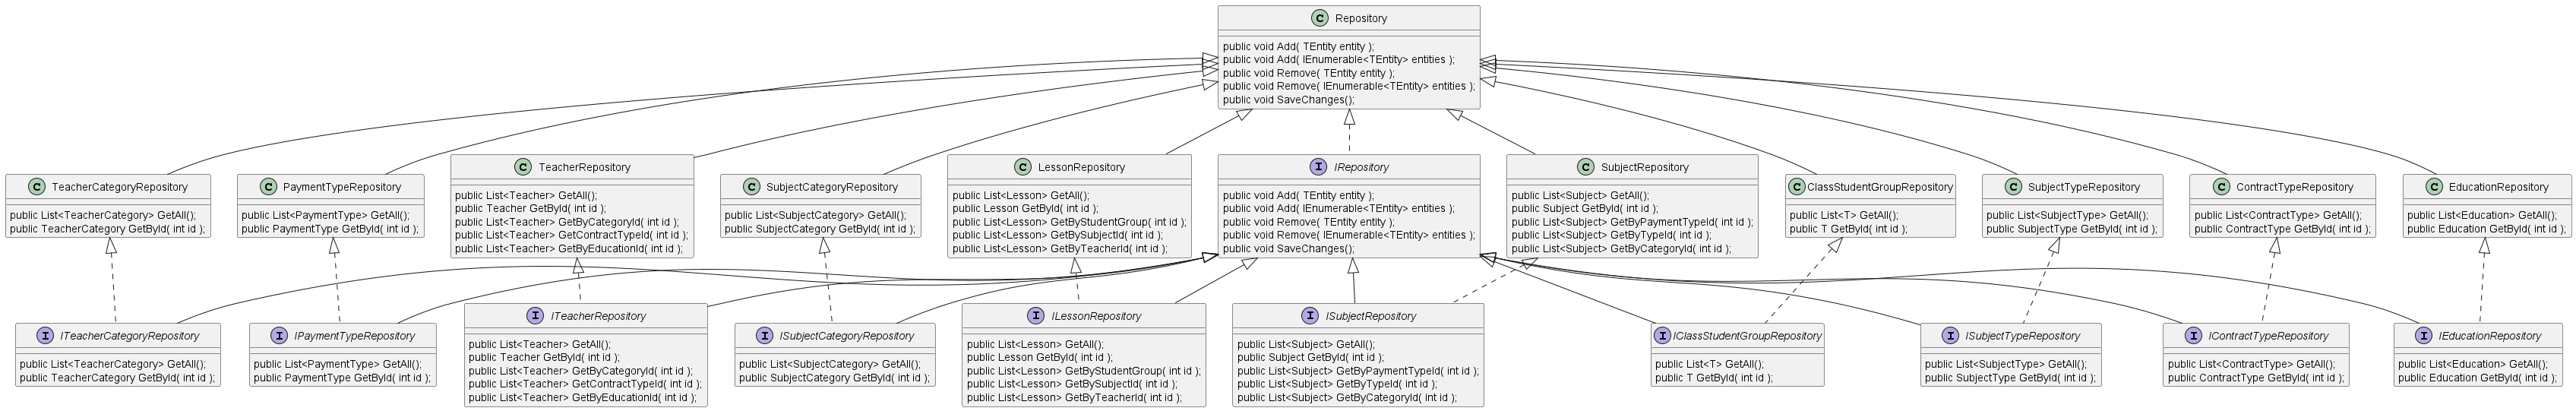 C Repository
public void Add( TEntity entity );
public void Add( IEnumerable<TEntity> entities );
public void Remove( TEntity entity );
public void Remove( IEnumerable<TEntity> entities );
public void SaveChanges();
C TeacherCategoryRepository
public List<TeacherCategory> GetAll();
public TeacherCategory GetById( int id );
C PaymentTypeRepository
public List<PaymentType> GetAll();
public PaymentType GetById( int id );
C TeacherRepository
public List<Teacher> GetAll();
public Teacher GetById( int id );
public List<Teacher> GetByCategoryId( int id );
public List<Teacher> GetContractTypeId( int id );
public List<Teacher> GetByEducationId( int id );
C SubjectCategoryRepository
public List<SubjectCategory> GetAll();
public SubjectCategory GetById( int id );
C LessonRepository
public List<Lesson> GetAll();
public Lesson GetById( int id );
public List<Lesson> GetByStudentGroup( int id );
public List<Lesson> GetBySubjectId( int id );
public List<Lesson> GetByTeacherId( int id );
I IRepository
public void Add( TEntity entity );
public void Add( IEnumerable<TEntity> entities );
public void Remove( TEntity entity );
public void Remove( IEnumerable<TEntity> entities );
public void SaveChanges();
C SubjectRepository
public List<Subject> GetAll();
public Subject GetById( int id );
public List<Subject> GetByPaymentTypeId( int id );
public List<Subject> GetByTypeId( int id );
public List<Subject> GetByCategoryId( int id );
C ClassStudentGroupRepository
public List<T> GetAll();
public T GetById( int id );
C SubjectTypeRepository
public List<SubjectType> GetAll();
public SubjectType GetById( int id );
C ContractTypeRepository
public List<ContractType> GetAll();
public ContractType GetById( int id );
C EducationRepository
public List<Education> GetAll();
public Education GetById( int id );
I ITeacherCategoryRepository
public List<TeacherCategory> GetAll();
public TeacherCategory GetById( int id );
I IPaymentTypeRepository
public List<PaymentType> GetAll();
public PaymentType GetById( int id );
I ITeacherRepository
public List<Teacher> GetAll();
public Teacher GetById( int id );
public List<Teacher> GetByCategoryId( int id );
public List<Teacher> GetContractTypeId( int id );
public List<Teacher> GetByEducationId( int id );
I ISubjectCategoryRepository
public List<SubjectCategory> GetAll();
public SubjectCategory GetById( int id );
I ILessonRepository
public List<Lesson> GetAll();
public Lesson GetById( int id );
public List<Lesson> GetByStudentGroup( int id );
public List<Lesson> GetBySubjectId( int id );
public List<Lesson> GetByTeacherId( int id );
I ISubjectRepository
public List<Subject> GetAll();
public Subject GetById( int id );
public List<Subject> GetByPaymentTypeId( int id );
public List<Subject> GetByTypeId( int id );
public List<Subject> GetByCategoryId( int id );
I IClassStudentGroupRepository
public List<T> GetAll();
public T GetById( int id );
I ISubjectTypeRepository
public List<SubjectType> GetAll();
public SubjectType GetById( int id );
I IContractTypeRepository
public List<ContractType> GetAll();
public ContractType GetById( int id );
I IEducationRepository
public List<Education> GetAll();
public Education GetById( int id );